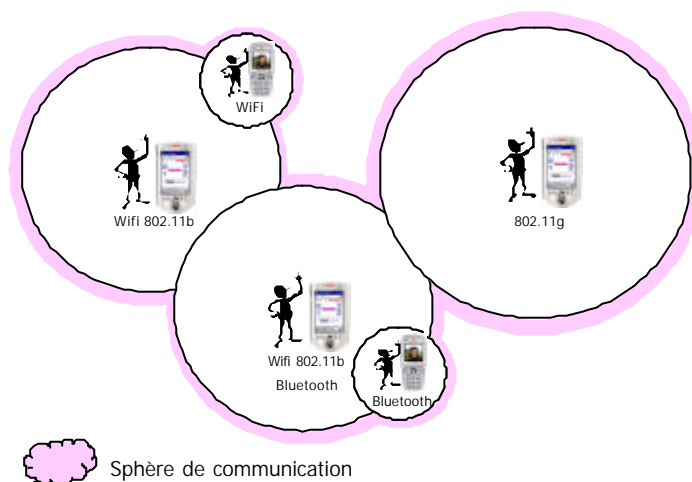 WiFi
Wifi 802.11b
802.11g
Wifi 802.11b
Bluetooth
Bluetooth
Sphère de communication